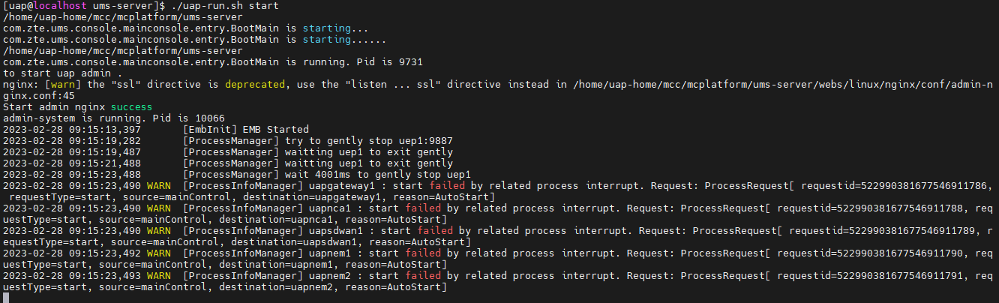 [uap@localhost ums-server]$ ./uap-run.sh start
/home/uap-home/mcc/mcplatform/ums-server
com.zte.ums.console.mainconsole.entry.BootMain is starting...
com.zte.ums.console.mainconsole.entry.BootMain is starting......
/home/uap-home/mcc/mcplatform/ums-server
com.zte.ums.console.mainconsole.entry.BootMain is running. Pid is 9731
to start uap admin .
nginx: [warn] the "ssl" directive is deprecated, use the "listen ... ssl" directive instead in /home/uap-home/mcc/mcplatform/ums-server/webs/linux/nginx/conf/admin-n
ginx.conf:45
Start admin nginx success
admin-system is running. Pid is 10066
2023-02-28 09:15:13,397       [EmbInit] EMB Started
2023-02-28 09:15:19,282       [ProcessManager] try to gently stop uep1:9887
2023-02-28 09:15:19,487       [ProcessManager] waitting uep1 to exit gently
2023-02-28 09:15:21,488       [ProcessManager] waitting uep1 to exit gently
2023-02-28 09:15:23,488       [ProcessManager] wait 4001ms to gently stop uep1
2023-02-28 09:15:23,490 WARN  [ProcessInfoManager] uapgateway1 : start failed by related process interrupt. Request: ProcessRequest[ requestid=522990381677546911786,
 requestType=start, source=mainControl, destination=uapgateway1, reason=AutoStart]
2023-02-28 09:15:23,490 WARN  [ProcessInfoManager] uapnca1 : start failed by related process interrupt. Request: ProcessRequest[ requestid=522990381677546911788, req
uestType=start, source=mainControl, destination=uapnca1, reason=AutoStart]
2023-02-28 09:15:23,490 WARN  [ProcessInfoManager] uapsdwan1 : start failed by related process interrupt. Request: ProcessRequest[ requestid=522990381677546911789, r
equestType=start, source=mainControl, destination=uapsdwan1, reason=AutoStart]
2023-02-28 09:15:23,492 WARN  [ProcessInfoManager] uapnem1 : start failed by related process interrupt. Request: ProcessRequest[ requestid=522990381677546911790, req
uestType=start, source=mainControl, destination=uapnem1, reason=AutoStart]
2023-02-28 09:15:23,493 WARN  [ProcessInfoManager] uapnem2 : start failed by related process interrupt. Request: ProcessRequest[ requestid=522990381677546911791, req
uestType=start, source=mainControl, destination=uapnem2, reason=AutoStart]